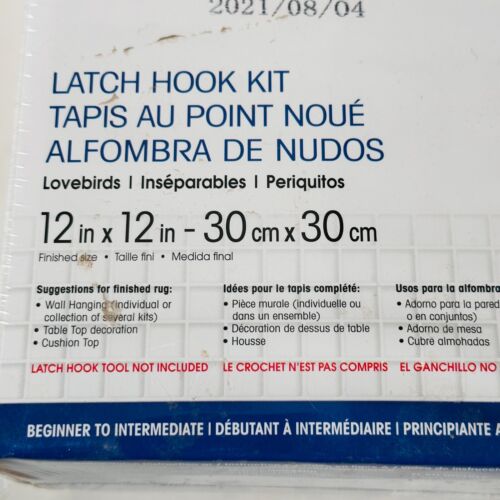 2021/08/04
LATCH HOOK KIT
TAPIS AU POINT NOUÉ
ALFOMBRA DE NUDOS
Lovebirds | Inséparables | Periquitos
12 in x 12 in - 30 cm x 30 cm
Finished size • Taille fini • Medida final
Suggestions for finished rug:
• Wall Hanging (individual or
collection of several kits)
• Table Top decoration
• Cushion Top
Idées pour le tapis complété:
• Pièce murale (individuelle ou
dans un ensemble)
• Décoration de dessus de table
• Housse
Usos para la alfombra
• Adorno para la pared
o en conjuntos)
• Adorno de mesa
• Cubre almohadas
LATCH HOOK TOOL NOT INCLUDED LE CROCHET N'EST PAS COMPRIS EL GANCHILLO NO
BEGINNER TO INTERMEDIATE | DÉBUTANT À INTERMÉDIAIRE | PRINCIPIANTE A